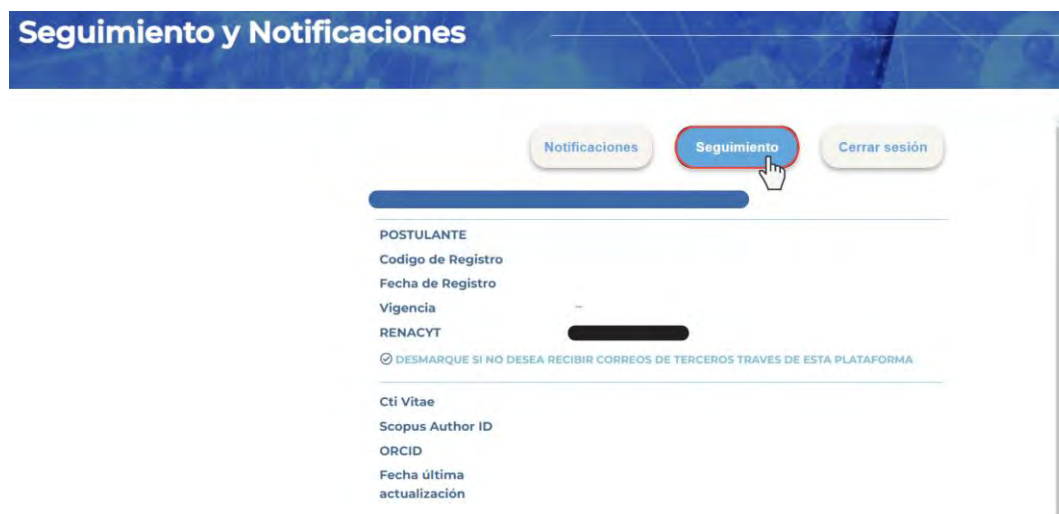 Seguimiento y Notificaciones
Notificaciones Seguimiento Cerrar sesión
POSTULANTE
Codigo de Registro
Fecha de Registro
Vigencia --
RENACYT
DESMARQUE SI NO DESEA RECIBIR CORREOS DE TERCEROS TRAVES DE ESTA PLATAFORMA
Cti Vitae
Scopus Author ID
ORCID
Fecha última
actualización